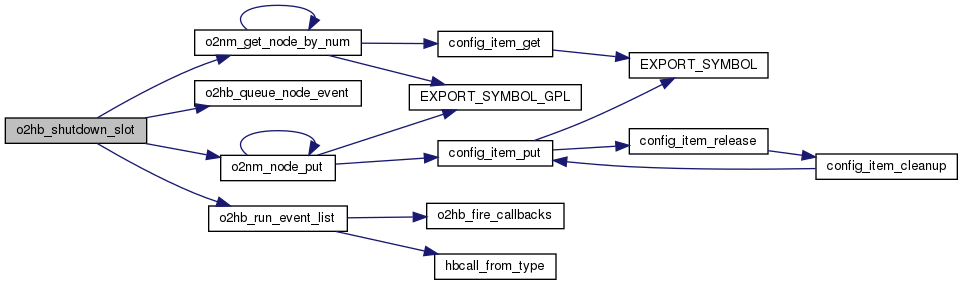 o2hb_shutdown_slot
o2nm_get_node_by_num
o2hb_queue_node_event
o2nm_node_put
o2hb_run_event_list
config_item_get
EXPORT_SYMBOL_GPL
config_item_put
o2hb_fire_callbacks
hbcall_from_type
EXPORT_SYMBOL
config_item_release
config_item_cleanup